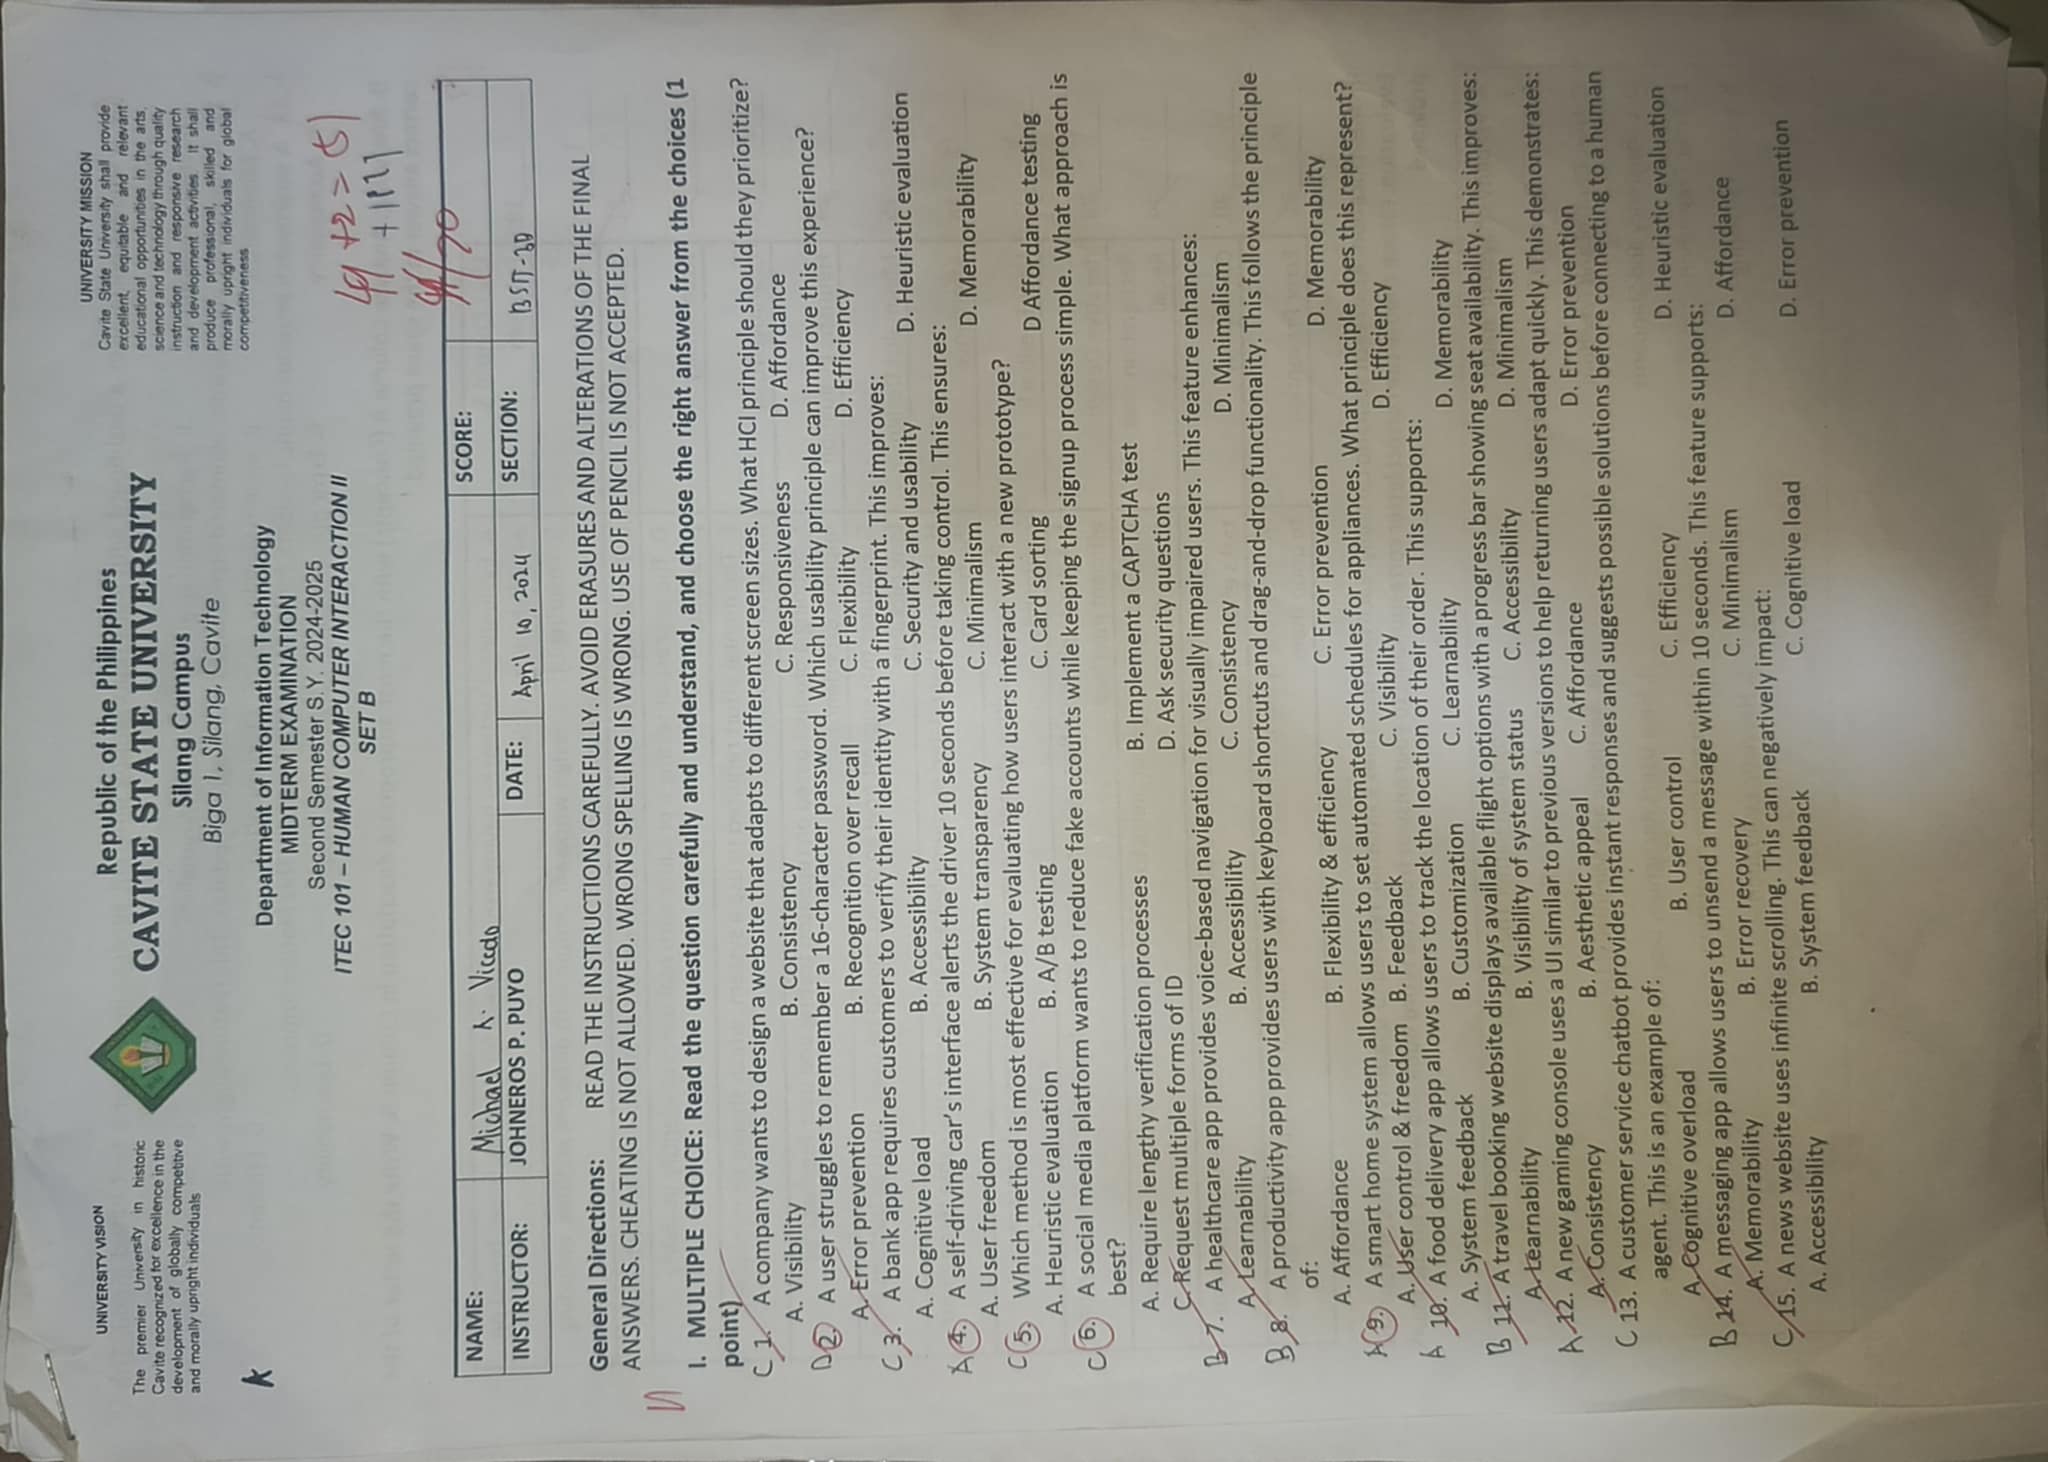 UNIVERSITY VISION
The premier University in historic
Cavite recognized for excellence in the
development of globally competitive
and morally upright individuals
Republic of the Philippines
CAVITE STATE UNIVERSITY
Silang Campus
Biga 1, Silang, Cavite
UNIVERSITY MISSION
Cavite State University shall provide
excellent, equitable and relevant
educational opportunities in the arts,
science and technology through quality
instruction and responsive research
and development activities. It shall
produce professional, skilled and
morally upright individuals for global
competitiveness
A
Department of Information Technology
MIDTERM EXAMINATION
Second Semester S.Y. 2024-2025
ITEC 101 – HUMAN COMPUTER INTERACTION II
SET B
49 +2 = 51
/70
NAME: Michael A. Vicedo SCORE:
INSTRUCTOR: JOHNEROS P. PUYO DATE: April 10, 2024 SECTION: BSIT-3D
General Directions: READ THE INSTRUCTIONS CAREFULLY. AVOID ERASURES AND ALTERATIONS OF THE FINAL
ANSWERS. CHEATING IS NOT ALLOWED. WRONG SPELLING IS WRONG. USE OF PENCIL IS NOT ACCEPTED.
I. MULTIPLE CHOICE: Read the question carefully and understand, and choose the right answer from the choices (1
point)
C 1. A company wants to design a website that adapts to different screen sizes. What HCI principle should they prioritize?
A. Visibility B. Consistency C. Responsiveness D. Affordance
D 2. A user struggles to remember a 16-character password. Which usability principle can improve this experience?
A. Error prevention B. Recognition over recall C. Flexibility D. Efficiency
C 3. A bank app requires customers to verify their identity with a fingerprint. This improves:
A. Cognitive load B. Accessibility C. Security and usability D. Heuristic evaluation
A 4. A self-driving car's interface alerts the driver 10 seconds before taking control. This ensures:
A. User freedom B. System transparency C. Minimalism D. Memorability
C 5. Which method is most effective for evaluating how users interact with a new prototype?
A. Heuristic evaluation B. A/B testing C. Card sorting D Affordance testing
C 6. A social media platform wants to reduce fake accounts while keeping the signup process simple. What approach is
best?
A. Require lengthy verification processes B. Implement a CAPTCHA test
C. Request multiple forms of ID D. Ask security questions
B 7. A healthcare app provides voice-based navigation for visually impaired users. This feature enhances:
A. Learnability B. Accessibility C. Consistency D. Minimalism
B 8. A productivity app provides users with keyboard shortcuts and drag-and-drop functionality. This follows the principle
of:
A. Affordance B. Flexibility & efficiency C. Error prevention D. Memorability
A 9. A smart home system allows users to set automated schedules for appliances. What principle does this represent?
A. User control & freedom B. Feedback C. Visibility D. Efficiency
A 10. A food delivery app allows users to track the location of their order. This supports:
A. System feedback B. Customization C. Learnability D. Memorability
B 11. A travel booking website displays available flight options with a progress bar showing seat availability. This improves:
A. Learnability B. Visibility of system status C. Accessibility D. Minimalism
A 12. A new gaming console uses a UI similar to previous versions to help returning users adapt quickly. This demonstrates:
A. Consistency B. Aesthetic appeal C. Affordance D. Error prevention
C 13. A customer service chatbot provides instant responses and suggests possible solutions before connecting to a human
agent. This is an example of:
A. Cognitive overload B. User control C. Efficiency D. Heuristic evaluation
B 14. A messaging app allows users to unsend a message within 10 seconds. This feature supports:
A. Memorability B. Error recovery C. Minimalism D. Affordance
C 15. A news website uses infinite scrolling. This can negatively impact:
A. Accessibility B. System feedback C. Cognitive load D. Error prevention